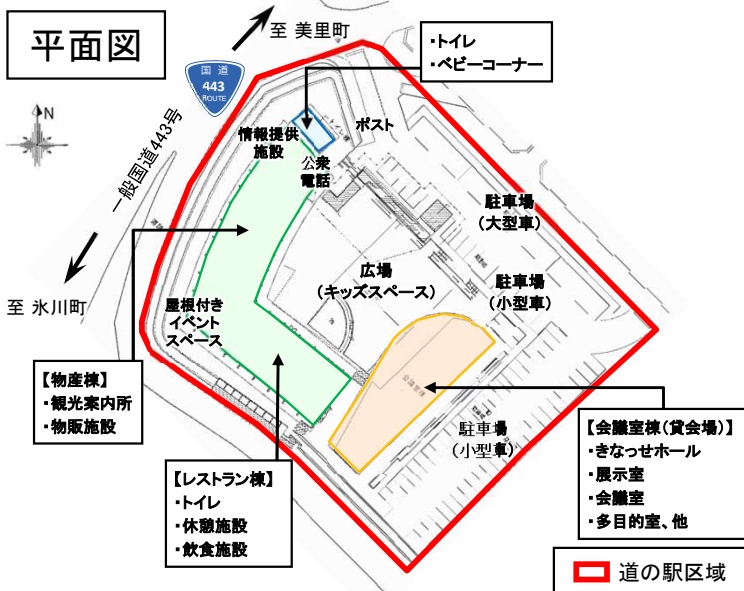 平面図
至 美里町
国道
443
ROUTE
N
一般国道443号
至 氷川町
・トイレ
・ベビーコーナー
情報提供
施設
ポスト
公衆
電話
駐車場
（大型車）
広場
（キッズスペース）
駐車場
（小型車）
屋根付き
イベント
スペース
【物産棟】
・観光案内所
・物販施設
会議室棟
駐車場
（小型車）
【レストラン棟】
・トイレ
・休憩施設
・飲食施設
【会議室棟（貸会場）】
・きなっせホール
・展示室
・会議室
・多目的室、他
道の駅区域